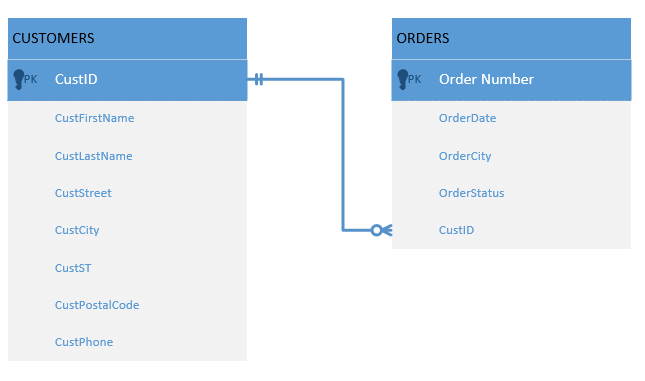 CUSTOMERS
PK CustID
CustFirstName
CustLastName
CustStreet
CustCity
CustST
CustPostalCode
CustPhone
ORDERS
PK Order Number
OrderDate
OrderCity
OrderStatus
CustID